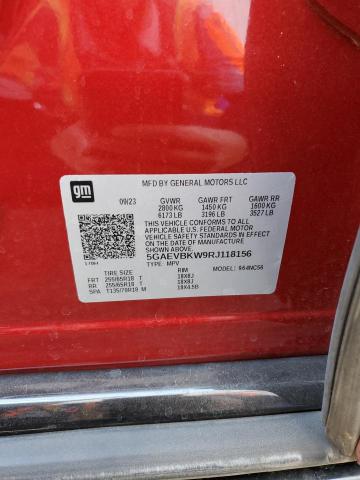 gm
MFD BY GENERAL MOTORS LLC
09/23 GVWR GAWR FRT GAWR RR
2800 KG 1450 KG 1600 KG
6173 LB 3196 LB 3527 LB
THIS VEHICLE CONFORMS TO ALL
APPLICABLE U.S. FEDERAL MOTOR
VEHICLE SAFETY STANDARDS IN EFFECT
ON THE DATE OF MANUFACTURE SHOWN ABOVE.
5GAEVBKW9RJ118156
TYPE: MPV
TIRE SIZE RIM
FRT 255/65R18 T 18X8J
RR 255/65R18 T 18X8J
SPA T135/70R18 M 18X4.5B